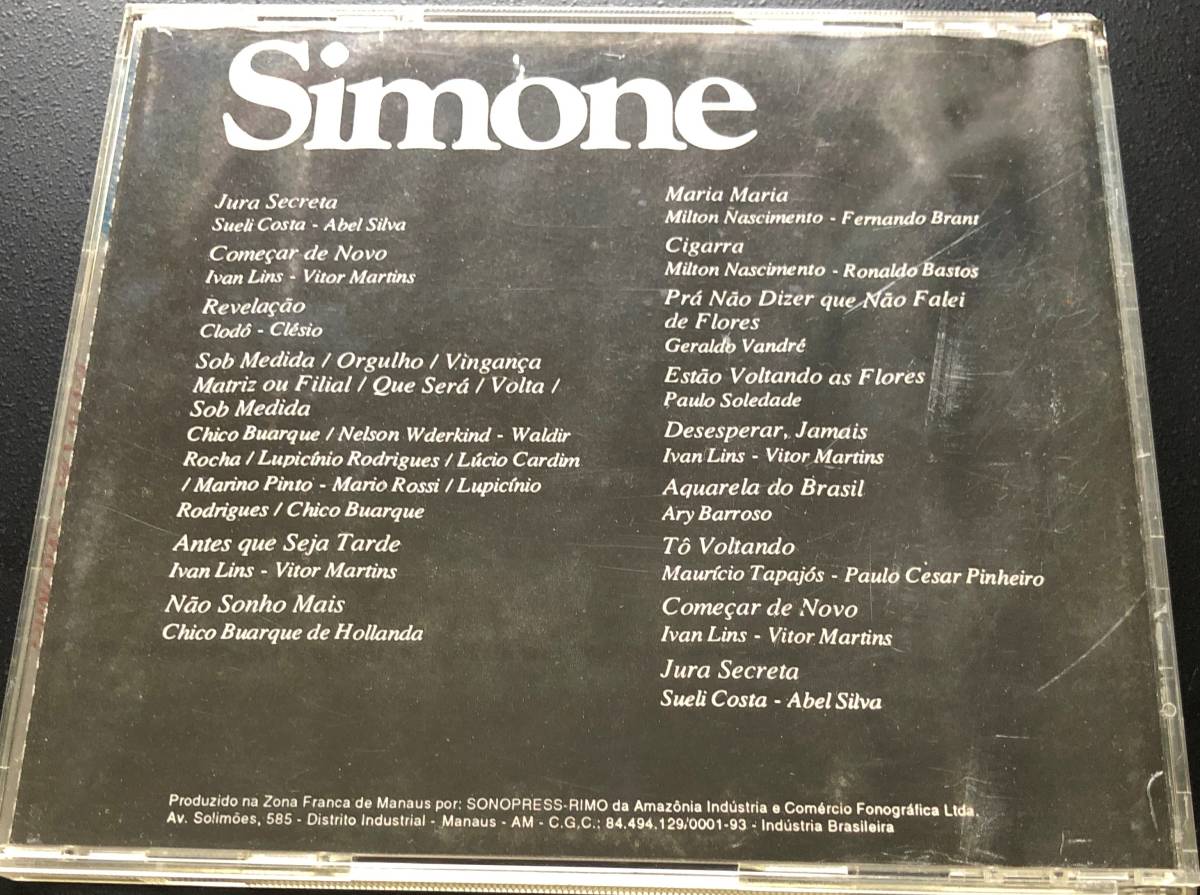 Simone
Jura Secreta
Sueli Costa - Abel Silva
Começar de Novo
Ivan Lins - Vitor Martins
Revelação
Clodô - Clésio
Sob Medida / Orgulho / Vingança
Matriz ou Filial / Que Será / Volta /
Sob Medida
Chico Buarque / Nelson Wderkind - Waldir
Rocha / Lupicínio Rodrigues / Lúcio Cardim
/ Marino Pinto - Mario Rossi / Lupicínio
Rodrigues / Chico Buarque
Antes que Seja Tarde
Ivan Lins - Vitor Martins
Não Sonho Mais
Chico Buarque de Hollanda
Maria Maria
Milton Nascimento - Fernando Brant
Cigarra
Milton Nascimento - Ronaldo Bastos
Prá Não Dizer que Não Falei
de Flores
Geraldo Vandré
Estão Voltando as Flores
Paulo Soledade
Desesperar, Jamais
Ivan Lins - Vitor Martins
Aquarela do Brasil
Ary Barroso
Tô Voltando
Maurício Tapajós - Paulo Cesar Pinheiro
Começar de Novo
Ivan Lins - Vitor Martins
Jura Secreta
Sueli Costa - Abel Silva
Produzido na Zona Franca de Manaus por: SONOPRESS-RIMO da Amazônia Indústria e Comércio Fonográfica Ltda.
Av. Solimões, 585 - Distrito Industrial - Manaus - AM - C.G.C.: 84.494.129/0001-93 - Indústria Brasileira